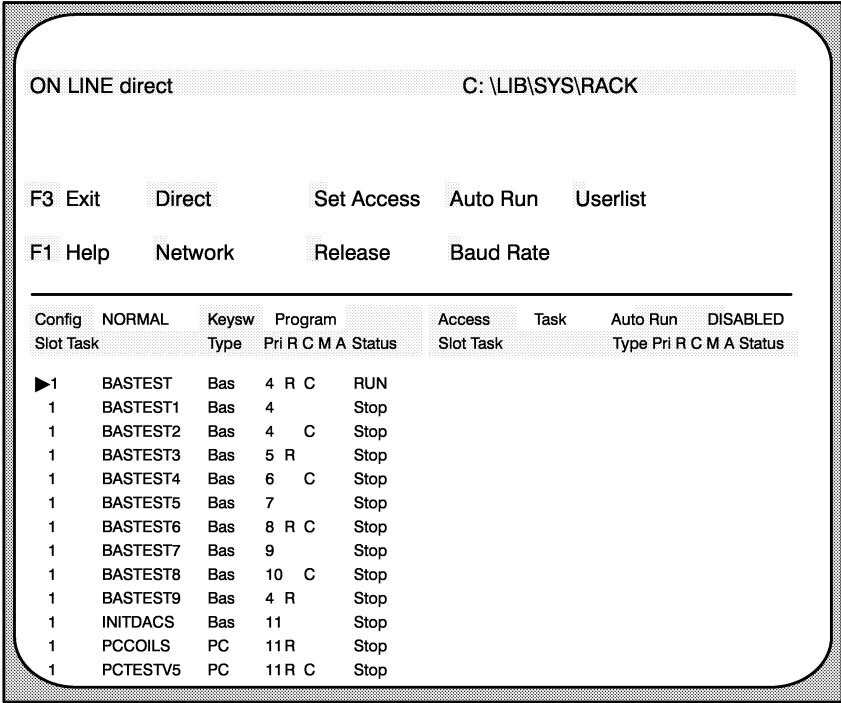 ON LINE direct C: \LIB\SYS\RACK
F3 Exit Direct Set Access Auto Run Userlist
F1 Help Network Release Baud Rate
Config NORMAL Keysw Program Access Task Auto Run DISABLED
Slot Task Type Pri R C M A Status Slot Task Type Pri R C M A Status
▶1 BASTEST Bas 4 R C RUN
1 BASTEST1 Bas 4 Stop
1 BASTEST2 Bas 4 C Stop
1 BASTEST3 Bas 5 R Stop
1 BASTEST4 Bas 6 C Stop
1 BASTEST5 Bas 7 Stop
1 BASTEST6 Bas 8 R C Stop
1 BASTEST7 Bas 9 Stop
1 BASTEST8 Bas 10 C Stop
1 BASTEST9 Bas 4 R Stop
1 INITDACS Bas 11 Stop
1 PCCOILS PC 11 R Stop
1 PCTESTV5 PC 11 R C Stop